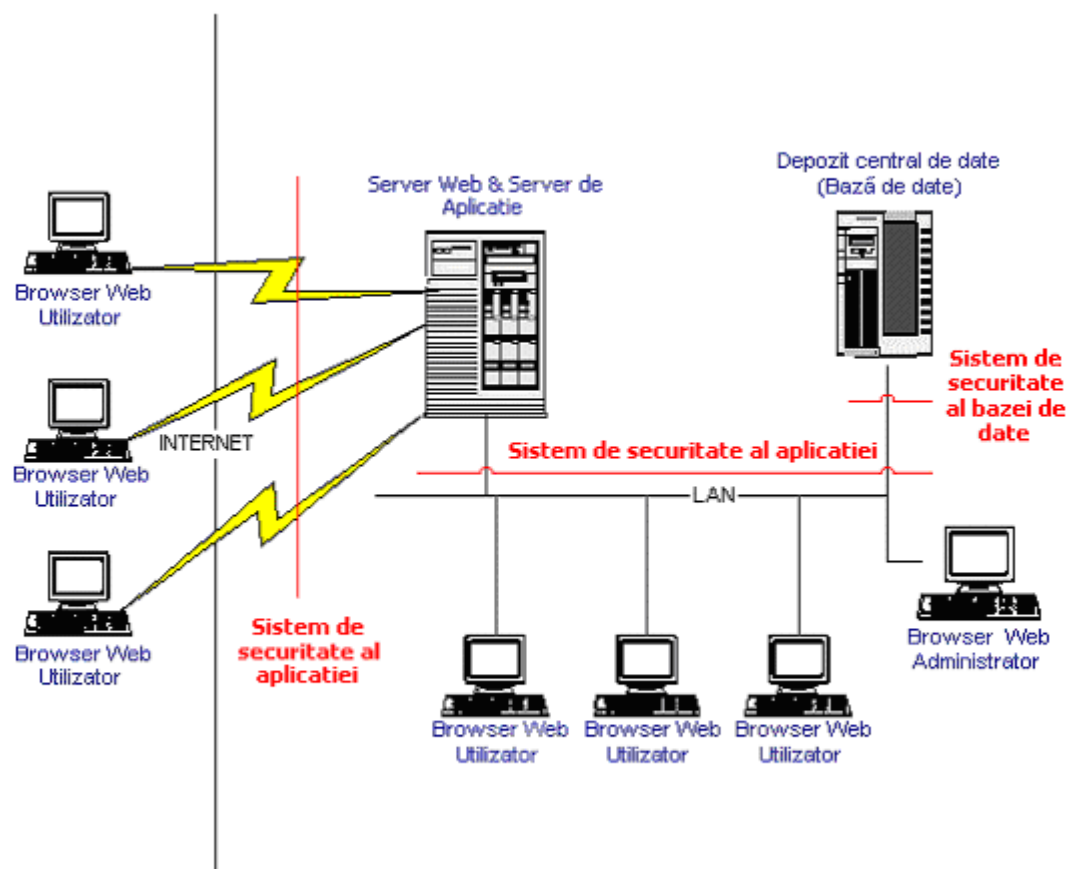 Depozit central de date
(Bază de date)
Server Web & Server de
Aplicatie
Browser Web
Utilizator
Sistem de
securitate
al bazei de
date
Browser Web
Utilizator
INTERNET
Sistem de securitate al aplicatiei
LAN
Browser Web
Utilizator
Sistem de
securitate al
aplicatiei
Browser Web
Administrator
Browser Web
Utilizator
Browser Web
Utilizator
Browser Web
Utilizator